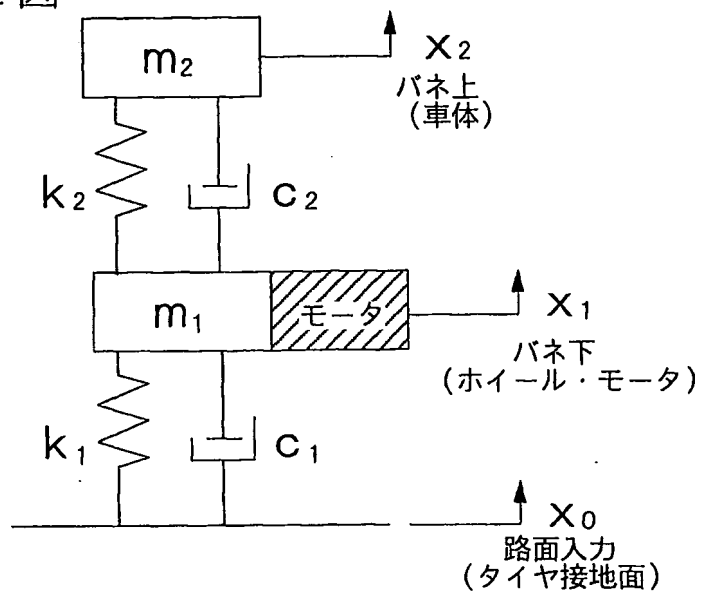 m₂
x₂
バネ上
(車体)
k₂
c₂
m₁
モータ
x₁
バネ下
(ホイール・モータ)
k₁
c₁
x₀
路面入力
(タイヤ接地面)